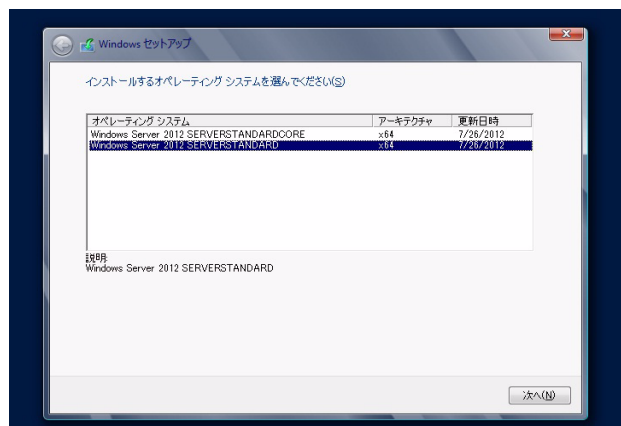 Windows セットアップ
インストールするオペレーティング システムを選んでください(S)
オペレーティング システム アーキテクチャ 更新日時
Windows Server 2012 SERVERSTANDARDCORE x64 7/26/2012
Windows Server 2012 SERVERSTANDARD x64 7/26/2012
説明:
Windows Server 2012 SERVERSTANDARD
次へ(N)